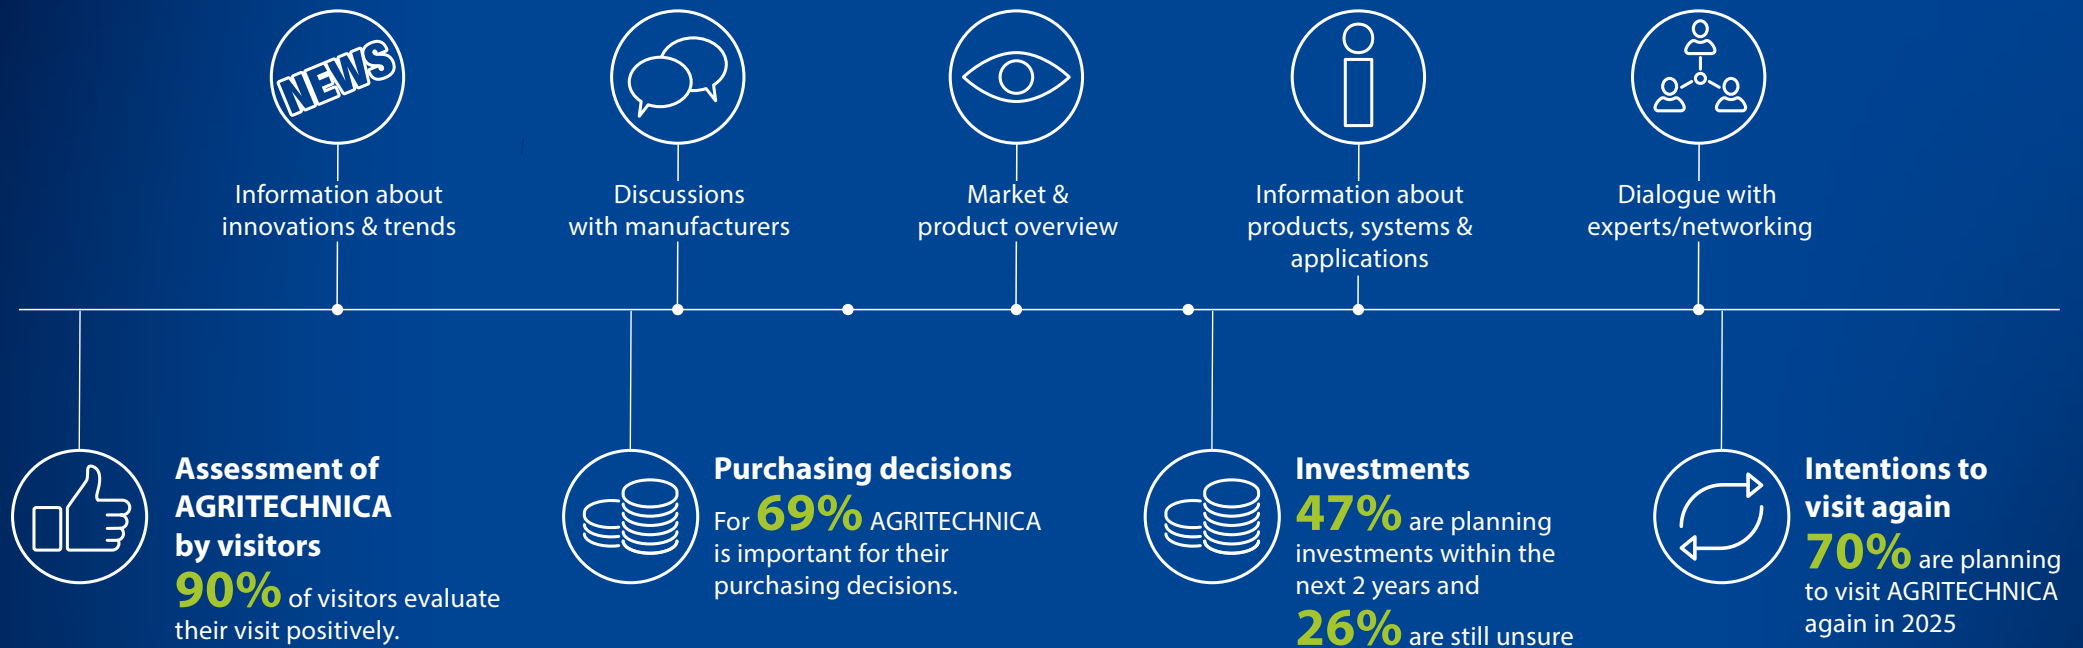 NEWS
Information about
innovations & trends
Discussions
with manufacturers
Market &
product overview
Information about
products, systems &
applications
Dialogue with
experts/networking
Assessment of
AGRITECHNICA
by visitors
90% of visitors evaluate
their visit positively.
Purchasing decisions
For 69% AGRITECHNICA
is important for their
purchasing decisions.
Investments
47% are planning
investments within the
next 2 years and
26% are still unsure
Intentions to
visit again
70% are planning
to visit AGRITECHNICA
again in 2025